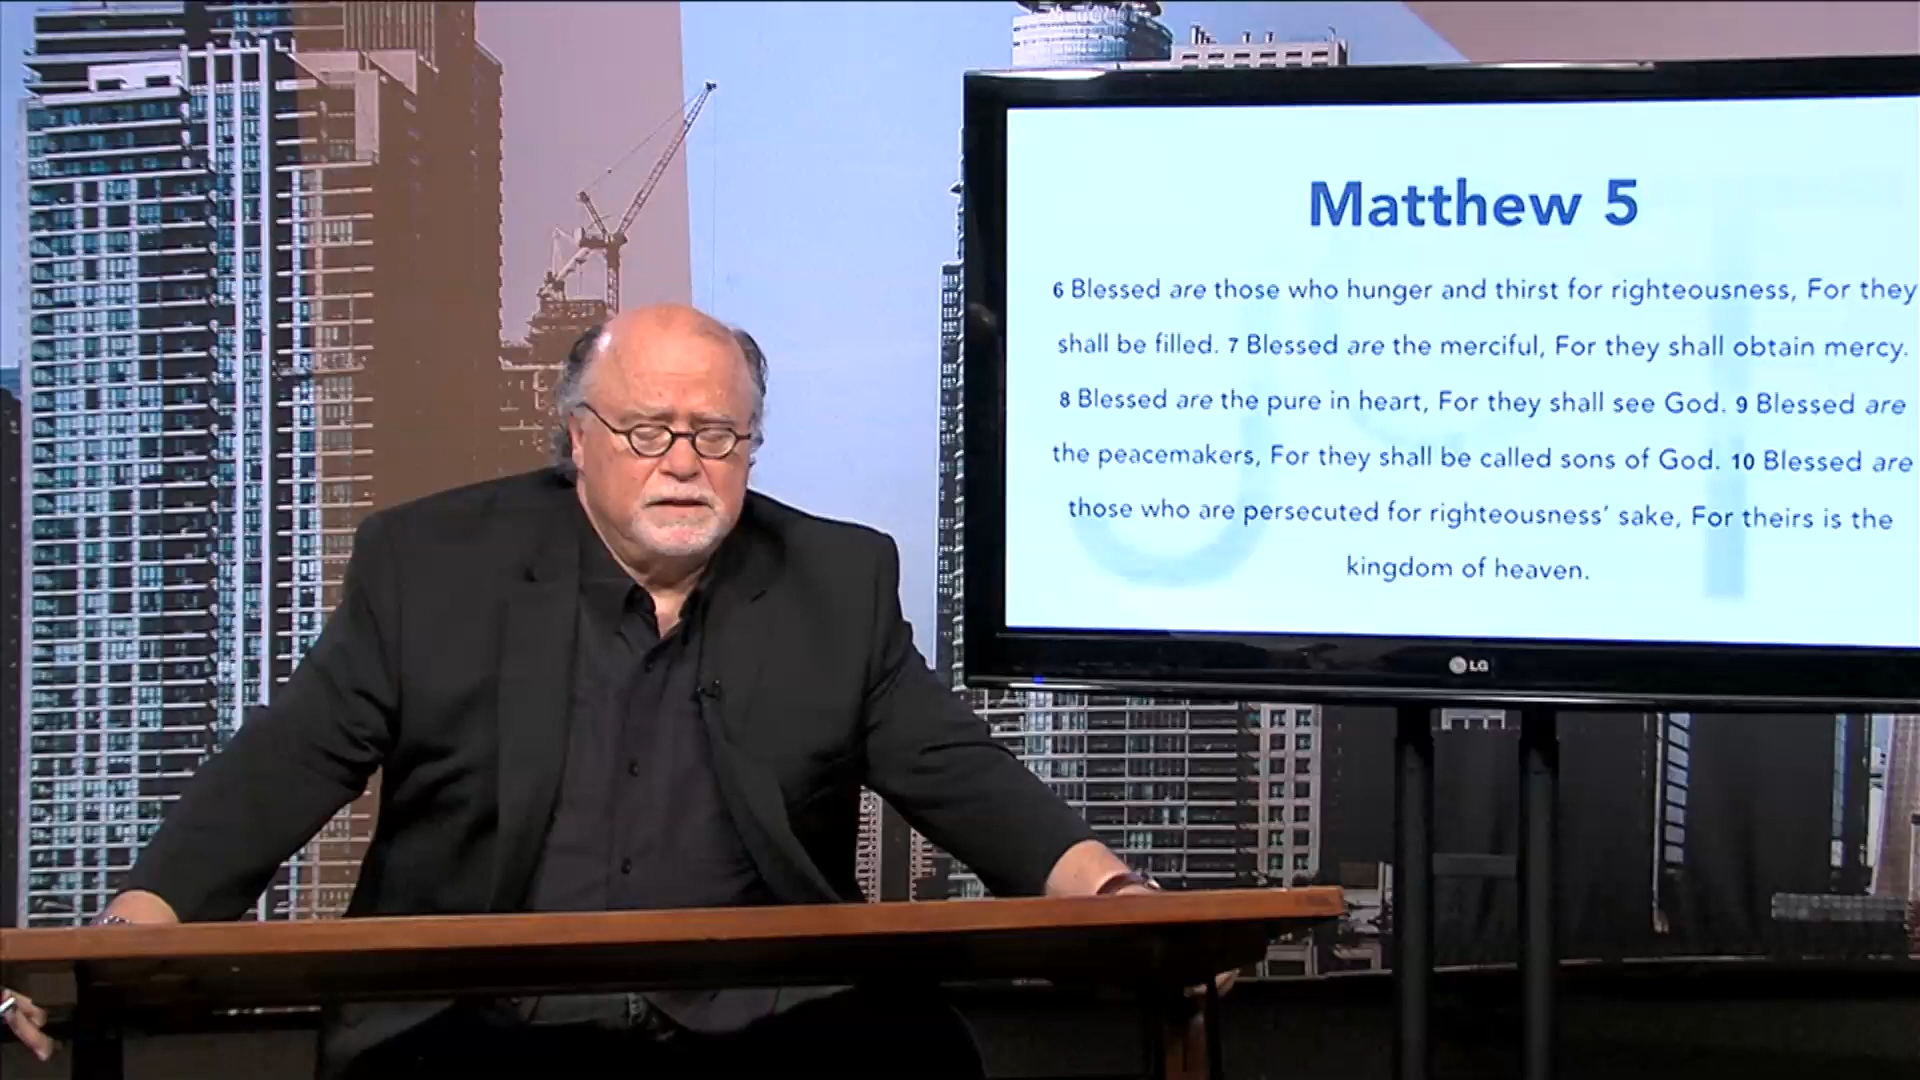 Matthew 5
6 Blessed are those who hunger and thirst for righteousness, For they
shall be filled. 7 Blessed are the merciful, For they shall obtain mercy.
8 Blessed are the pure in heart, For they shall see God. 9 Blessed are
the peacemakers, For they shall be called sons of God. 10 Blessed are
those who are persecuted for righteousness’ sake, For theirs is the
kingdom of heaven.
LG